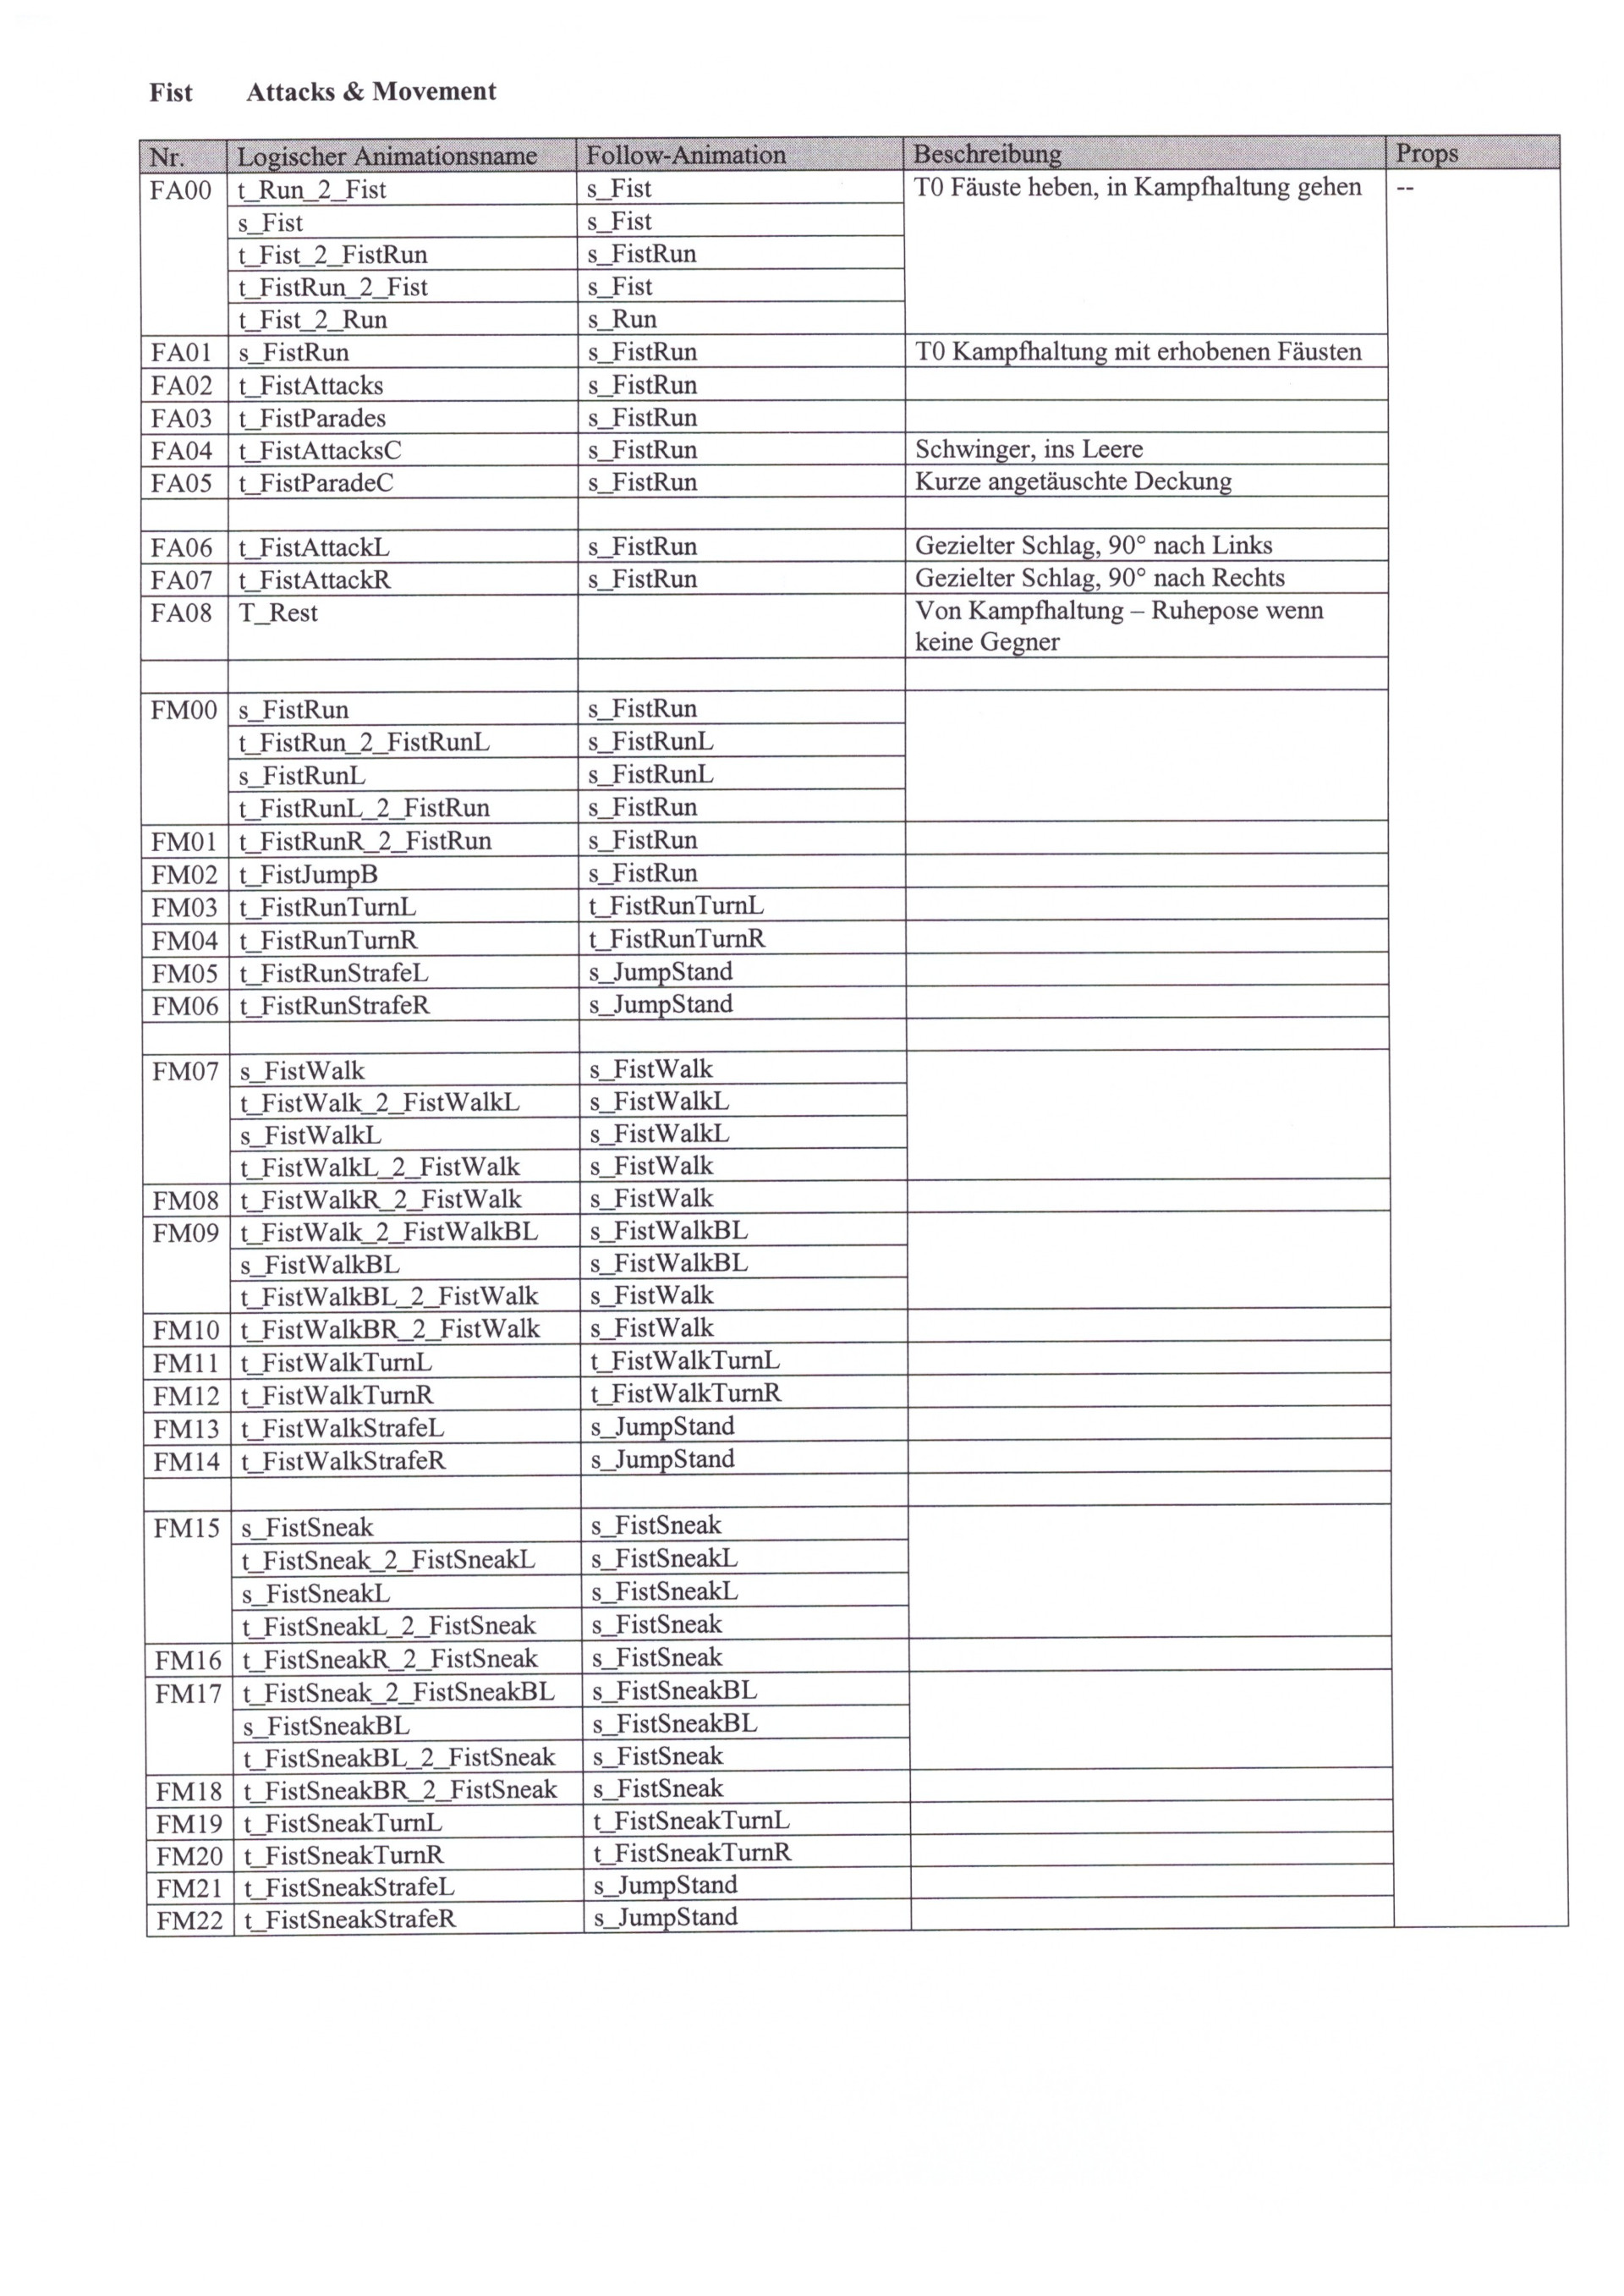 Fist Attacks & Movement
Nr. Logischer Animationsname Follow-Animation Beschreibung Props
FA00 t_Run_2_Fist s_Fist T0 Fäuste heben, in Kampfhaltung gehen --
s_Fist s_Fist
t_Fist_2_FistRun s_FistRun
t_FistRun_2_Fist s_Fist
t_Fist_2_Run s_Run
FA01 s_FistRun s_FistRun T0 Kampfhaltung mit erhobenen Fäusten
FA02 t_FistAttacks s_FistRun
FA03 t_FistParades s_FistRun
FA04 t_FistAttacksC s_FistRun Schwinger, ins Leere
FA05 t_FistParadeC s_FistRun Kurze angetäuschte Deckung
FA06 t_FistAttackL s_FistRun Gezielter Schlag, 90° nach Links
FA07 t_FistAttackR s_FistRun Gezielter Schlag, 90° nach Rechts
FA08 T_Rest Von Kampfhaltung – Ruhepose wenn
keine Gegner
FM00 s_FistRun s_FistRun
t_FistRun_2_FistRunL s_FistRunL
s_FistRunL s_FistRunL
t_FistRunL_2_FistRun s_FistRun
FM01 t_FistRunR_2_FistRun s_FistRun
FM02 t_FistJumpB s_FistRun
FM03 t_FistRunTurnL t_FistRunTurnL
FM04 t_FistRunTurnR t_FistRunTurnR
FM05 t_FistRunStrafeL s_JumpStand
FM06 t_FistRunStrafeR s_JumpStand
FM07 s_FistWalk s_FistWalk
t_FistWalk_2_FistWalkL s_FistWalkL
s_FistWalkL s_FistWalkL
t_FistWalkL_2_FistWalk s_FistWalk
FM08 t_FistWalkR_2_FistWalk s_FistWalk
FM09 t_FistWalk_2_FistWalkBL s_FistWalkBL
s_FistWalkBL s_FistWalkBL
t_FistWalkBL_2_FistWalk s_FistWalk
FM10 t_FistWalkBR_2_FistWalk s_FistWalk
FM11 t_FistWalkTurnL t_FistWalkTurnL
FM12 t_FistWalkTurnR t_FistWalkTurnR
FM13 t_FistWalkStrafeL s_JumpStand
FM14 t_FistWalkStrafeR s_JumpStand
FM15 s_FistSneak s_FistSneak
t_FistSneak_2_FistSneakL s_FistSneakL
s_FistSneakL s_FistSneakL
t_FistSneakL_2_FistSneak s_FistSneak
FM16 t_FistSneakR_2_FistSneak s_FistSneak
FM17 t_FistSneak_2_FistSneakBL s_FistSneakBL
s_FistSneakBL s_FistSneakBL
t_FistSneakBL_2_FistSneak s_FistSneak
FM18 t_FistSneakBR_2_FistSneak s_FistSneak
FM19 t_FistSneakTurnL t_FistSneakTurnL
FM20 t_FistSneakTurnR t_FistSneakTurnR
FM21 t_FistSneakStrafeL s_JumpStand
FM22 t_FistSneakStrafeR s_JumpStand